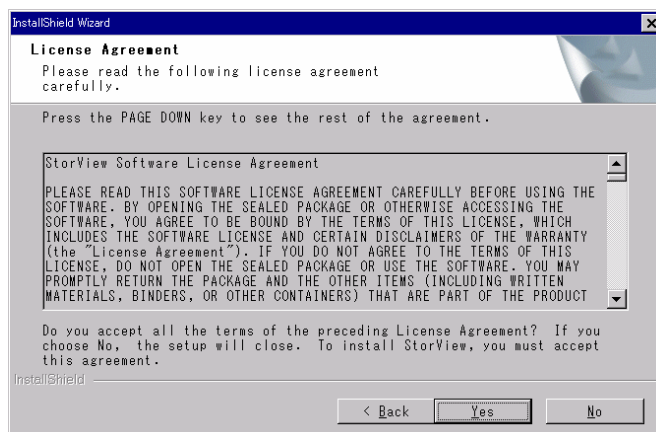 InstallShield Wizard
License Agreement
Please read the following license agreement
carefully.
Press the PAGE DOWN key to see the rest of the agreement.
StorView Software License Agreement
PLEASE READ THIS SOFTWARE LICENSE AGREEMENT CAREFULLY BEFORE USING THE
SOFTWARE. BY OPENING THE SEALED PACKAGE OR OTHERWISE ACCESSING THE
SOFTWARE, YOU AGREE TO BE BOUND BY THE TERMS OF THIS LICENSE, WHICH
INCLUDES THE SOFTWARE LICENSE AND CERTAIN DISCLAIMERS OF THE WARRANTY
(the "License Agreement"). IF YOU DO NOT AGREE TO THE TERMS OF THIS
LICENSE, DO NOT OPEN THE SEALED PACKAGE OR USE THE SOFTWARE. YOU MAY
PROMPTLY RETURN THE PACKAGE AND THE OTHER ITEMS (INCLUDING WRITTEN
MATERIALS, BINDERS, OR OTHER CONTAINERS) THAT ARE PART OF THE PRODUCT
Do you accept all the terms of the preceding License Agreement? If you
choose No, the setup will close. To install StorView, you must accept
this agreement.
InstallShield
< Back Yes No